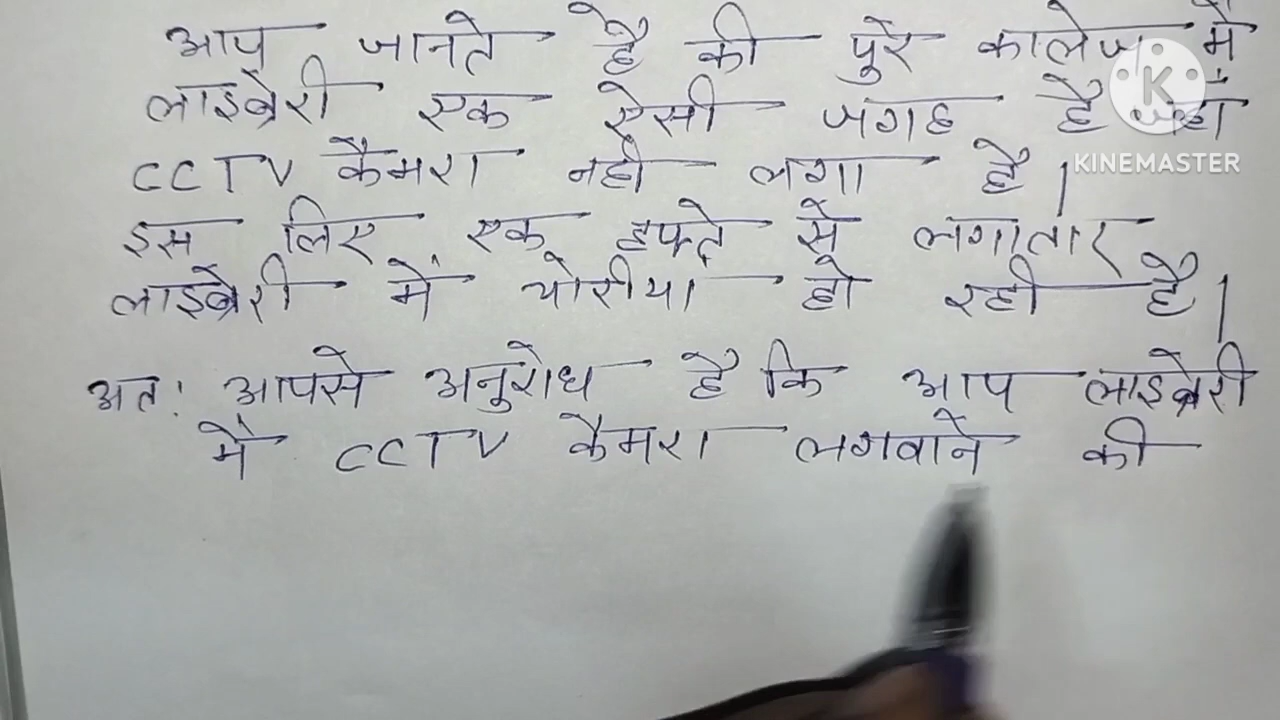 आप जानते है की पुरे कालेज में
लाइब्रेरी एक ऐसी जगह है जहां
CCTV कैमरा नही लगा है।
इस लिए एक हफ्ते से लगातार
लाइब्रेरी में चोरीया हो रही है।
अतः आपसे अनुरोध है कि आप लाइब्रेरी
में CCTV कैमरा लगवाने की
K
KINEMASTER